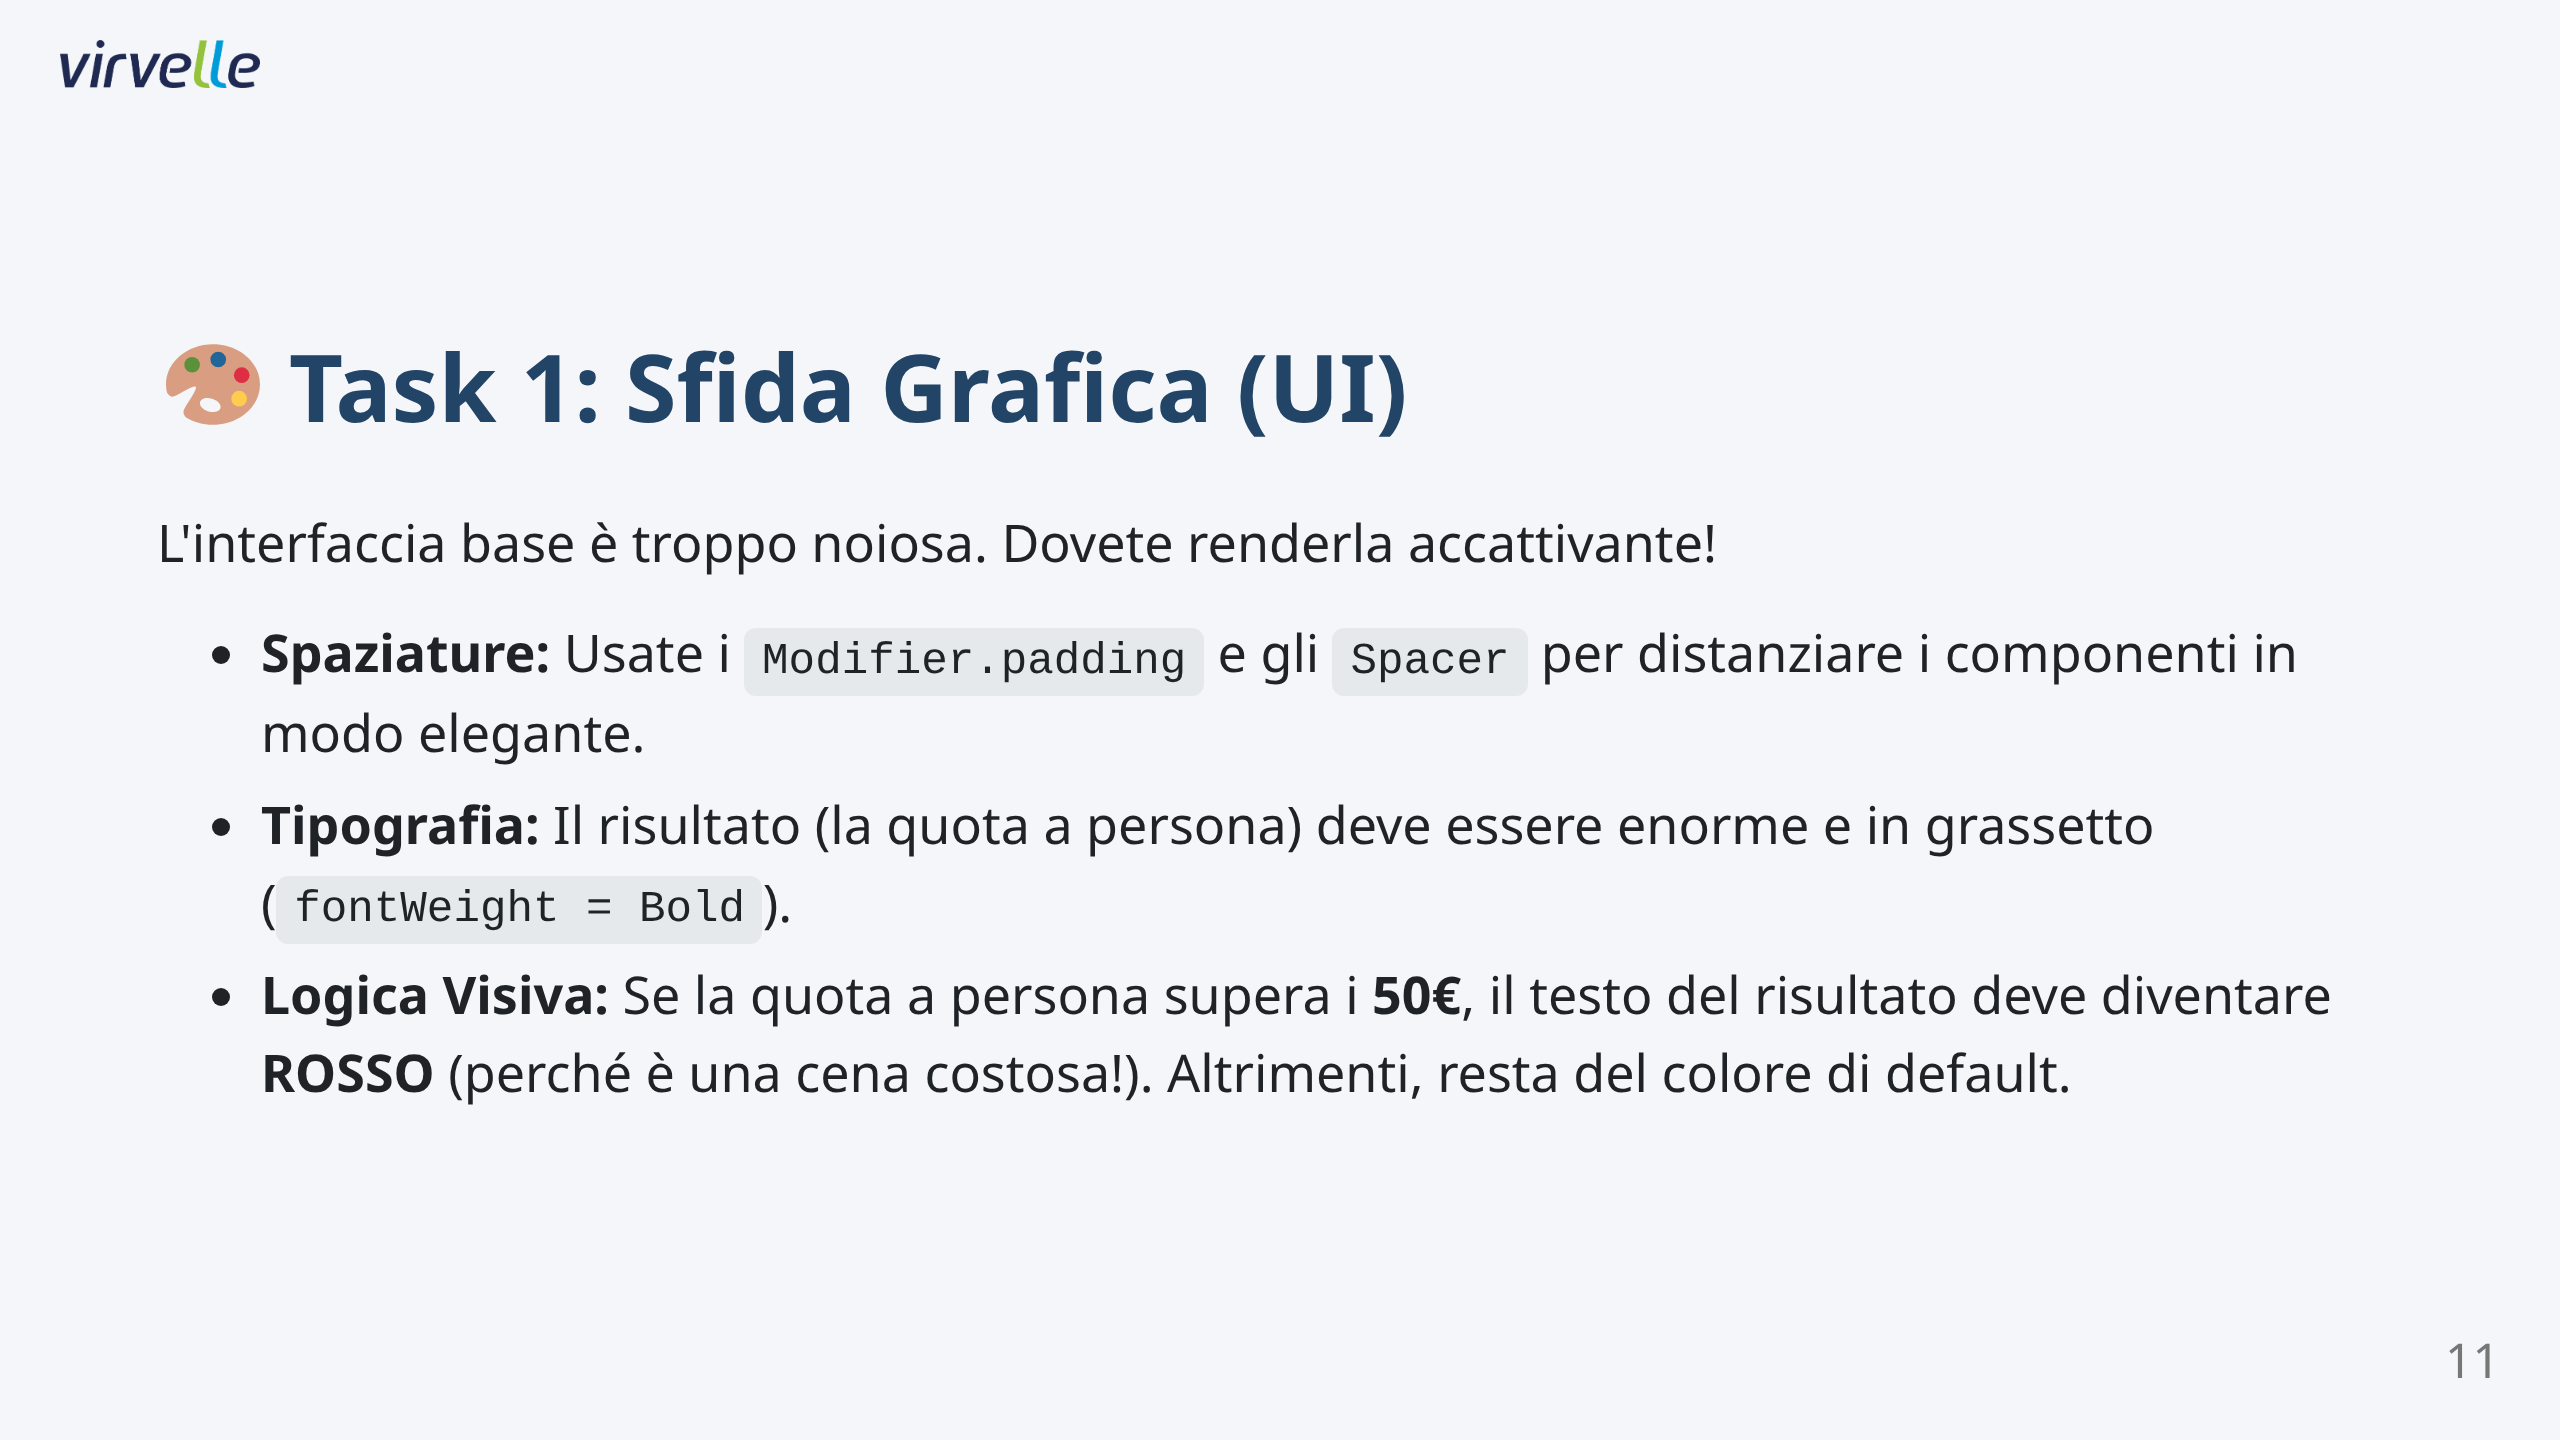 virvelle
Task 1: Sfida Grafica (UI)
L'interfaccia base è troppo noiosa. Dovete renderla accattivante!
• Spaziature: Usate i Modifier.padding e gli Spacer per distanziare i componenti in
modo elegante.
• Tipografia: Il risultato (la quota a persona) deve essere enorme e in grassetto
( fontWeight = Bold ).
• Logica Visiva: Se la quota a persona supera i 50€, il testo del risultato deve diventare
ROSSO (perché è una cena costosa!). Altrimenti, resta del colore di default.
11